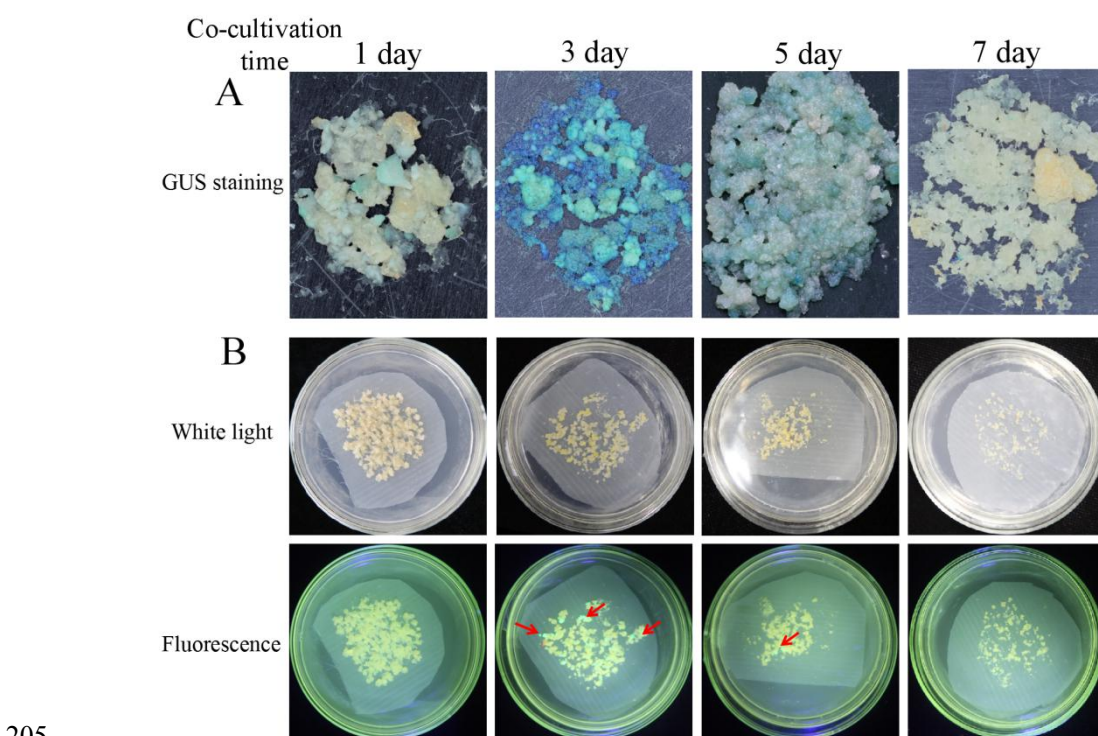 Co-cultivation
time
1 day
3 day
5 day
7 day
A
GUS staining
B
White light
Fluorescence
205